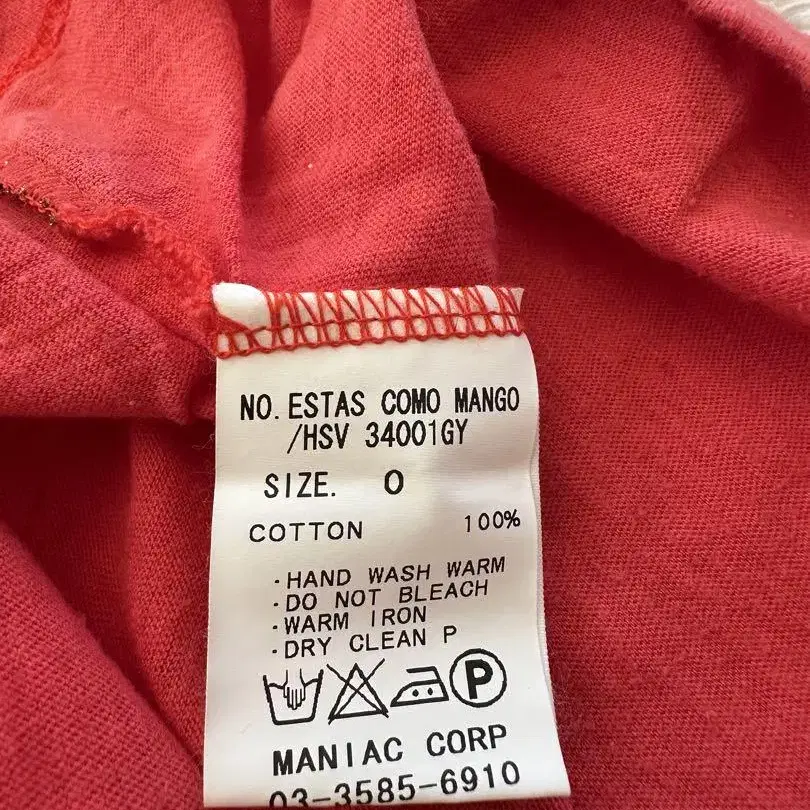 NO. ESTAS COMO MANGO
/HSV 34001GY
SIZE. O
COTTON 100%
・HAND WASH WARM
・DO NOT BLEACH
・WARM IRON
・DRY CLEAN P
P
MANIAC CORP
03-3585-6910